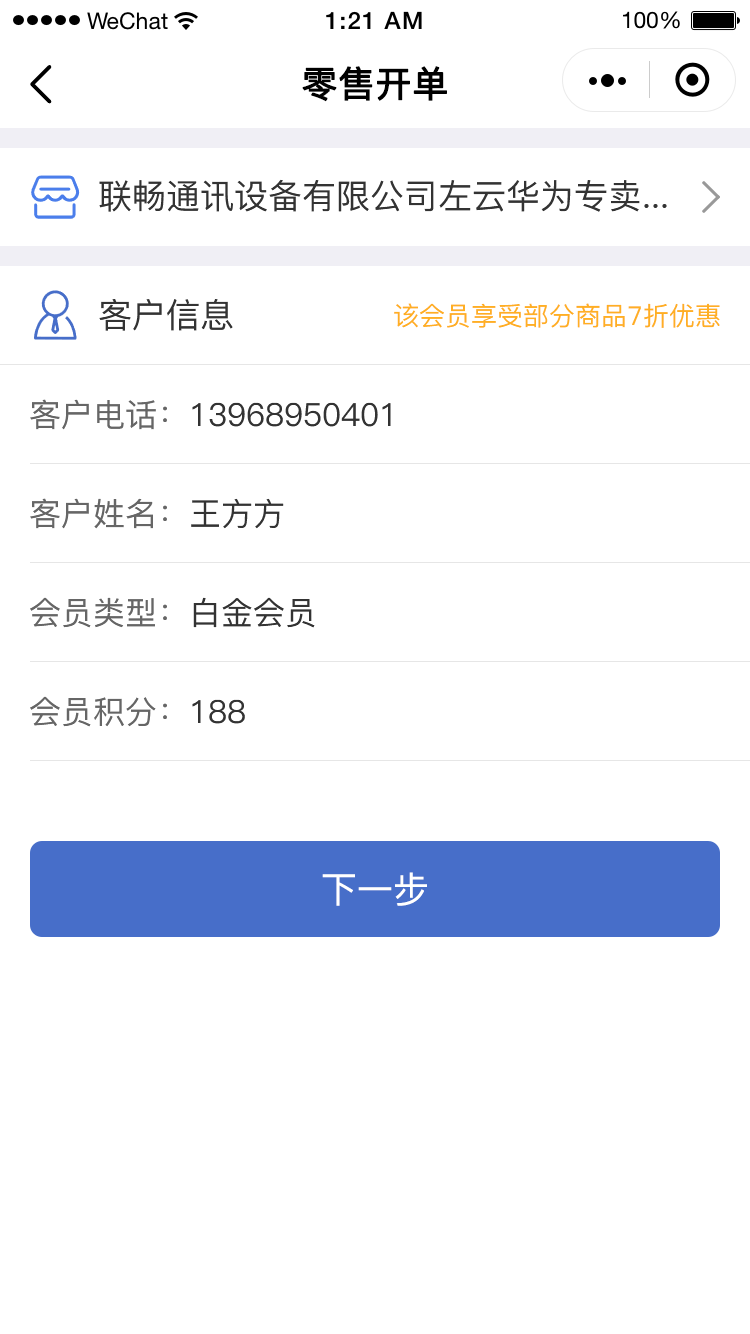 WeChat 1:21 AM 100%
零售开单
联畅通讯设备有限公司左云华为专卖...
客户信息 该会员享受部分商品7折优惠
客户电话：13968950401
客户姓名：王方方
会员类型：白金会员
会员积分：188
下一步